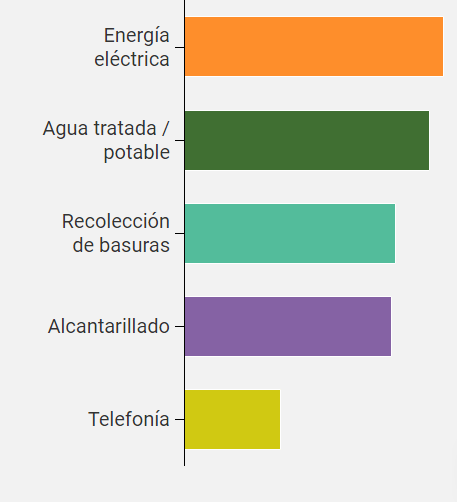 Energía
eléctrica
Agua tratada /
potable
Recolección
de basuras
Alcantarillado
Telefonía